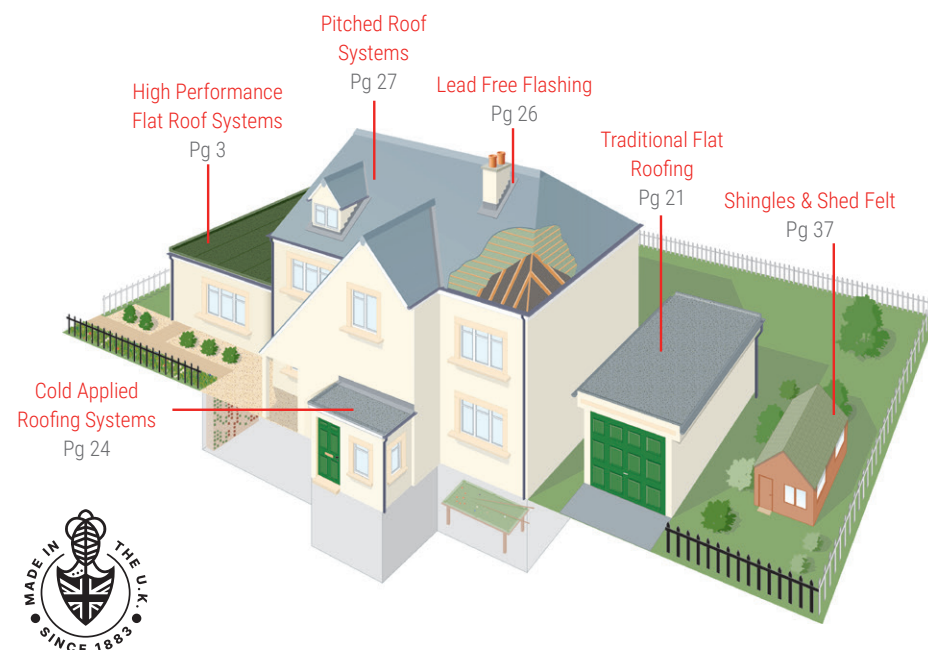 Pitched Roof
Systems
Pg 27
Lead Free Flashing
Pg 26
High Performance
Flat Roof Systems
Pg 3
Traditional Flat
Roofing
Pg 21
Shingles & Shed Felt
Pg 37
Cold Applied
Roofing Systems
Pg 24
MADE IN THE U.K.
SINCE 1883